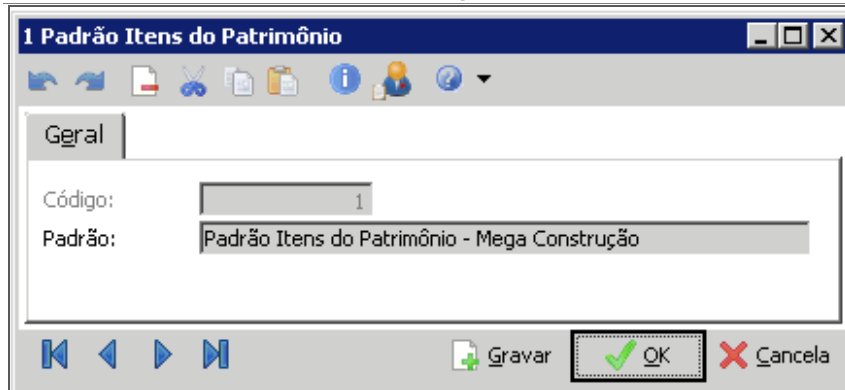 1 Padrão Itens do Patrimônio
Geral
Código: 1
Padrão: Padrão Itens do Patrimônio - Mega Construção
Gravar OK Cancela